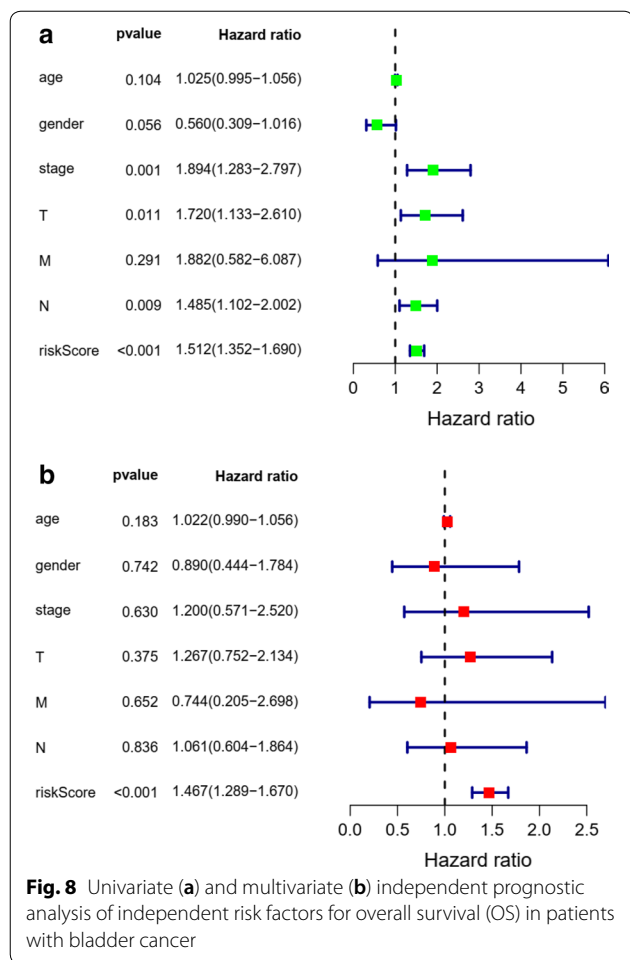 a pvalue Hazard ratio
age 0.104 1.025(0.995−1.056)
gender 0.056 0.560(0.309−1.016)
stage 0.001 1.894(1.283−2.797)
T 0.011 1.720(1.133−2.610)
M 0.291 1.882(0.582−6.087)
N 0.009 1.485(1.102−2.002)
riskScore <0.001 1.512(1.352−1.690)
0 1 2 3 4 5 6
Hazard ratio
b pvalue Hazard ratio
age 0.183 1.022(0.990−1.056)
gender 0.742 0.890(0.444−1.784)
stage 0.630 1.200(0.571−2.520)
T 0.375 1.267(0.752−2.134)
M 0.652 0.744(0.205−2.698)
N 0.836 1.061(0.604−1.864)
riskScore <0.001 1.467(1.289−1.670)
0.0 0.5 1.0 1.5 2.0 2.5
Hazard ratio
Fig. 8 Univariate (a) and multivariate (b) independent prognostic
analysis of independent risk factors for overall survival (OS) in patients
with bladder cancer